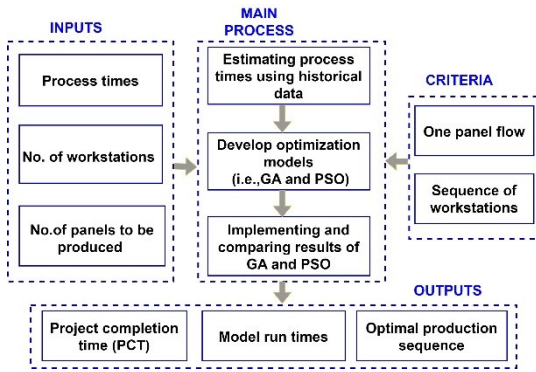 INPUTS
Process times
No. of workstations
No.of panels to be
produced
MAIN
PROCESS
Estimating process
times using historical
data
Develop optimization
models
(i.e.,GA and PSO)
Implementing and
comparing results of
GA and PSO
CRITERIA
One panel flow
Sequence of
workstations
OUTPUTS
Project completion
time (PCT)
Model run times
Optimal production
sequence